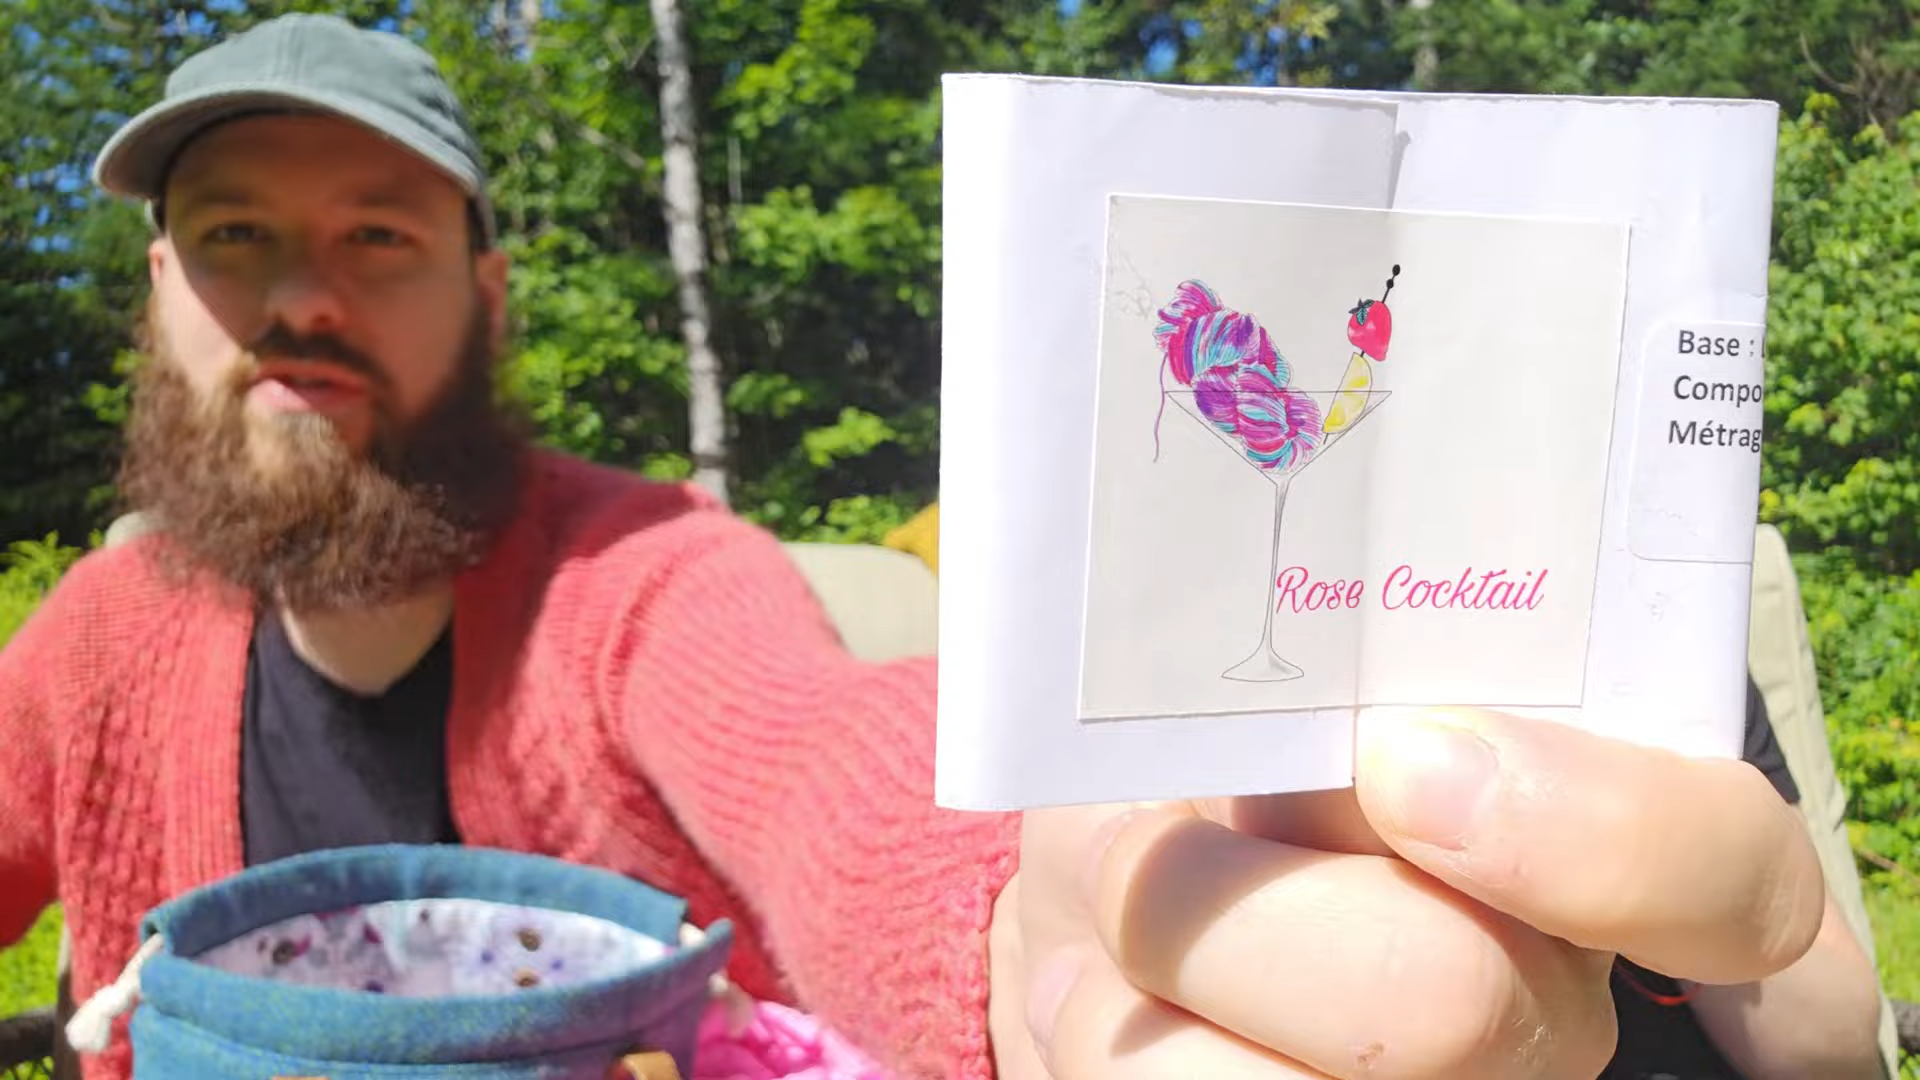 Rose Cocktail
Base :
Compo
Métrag